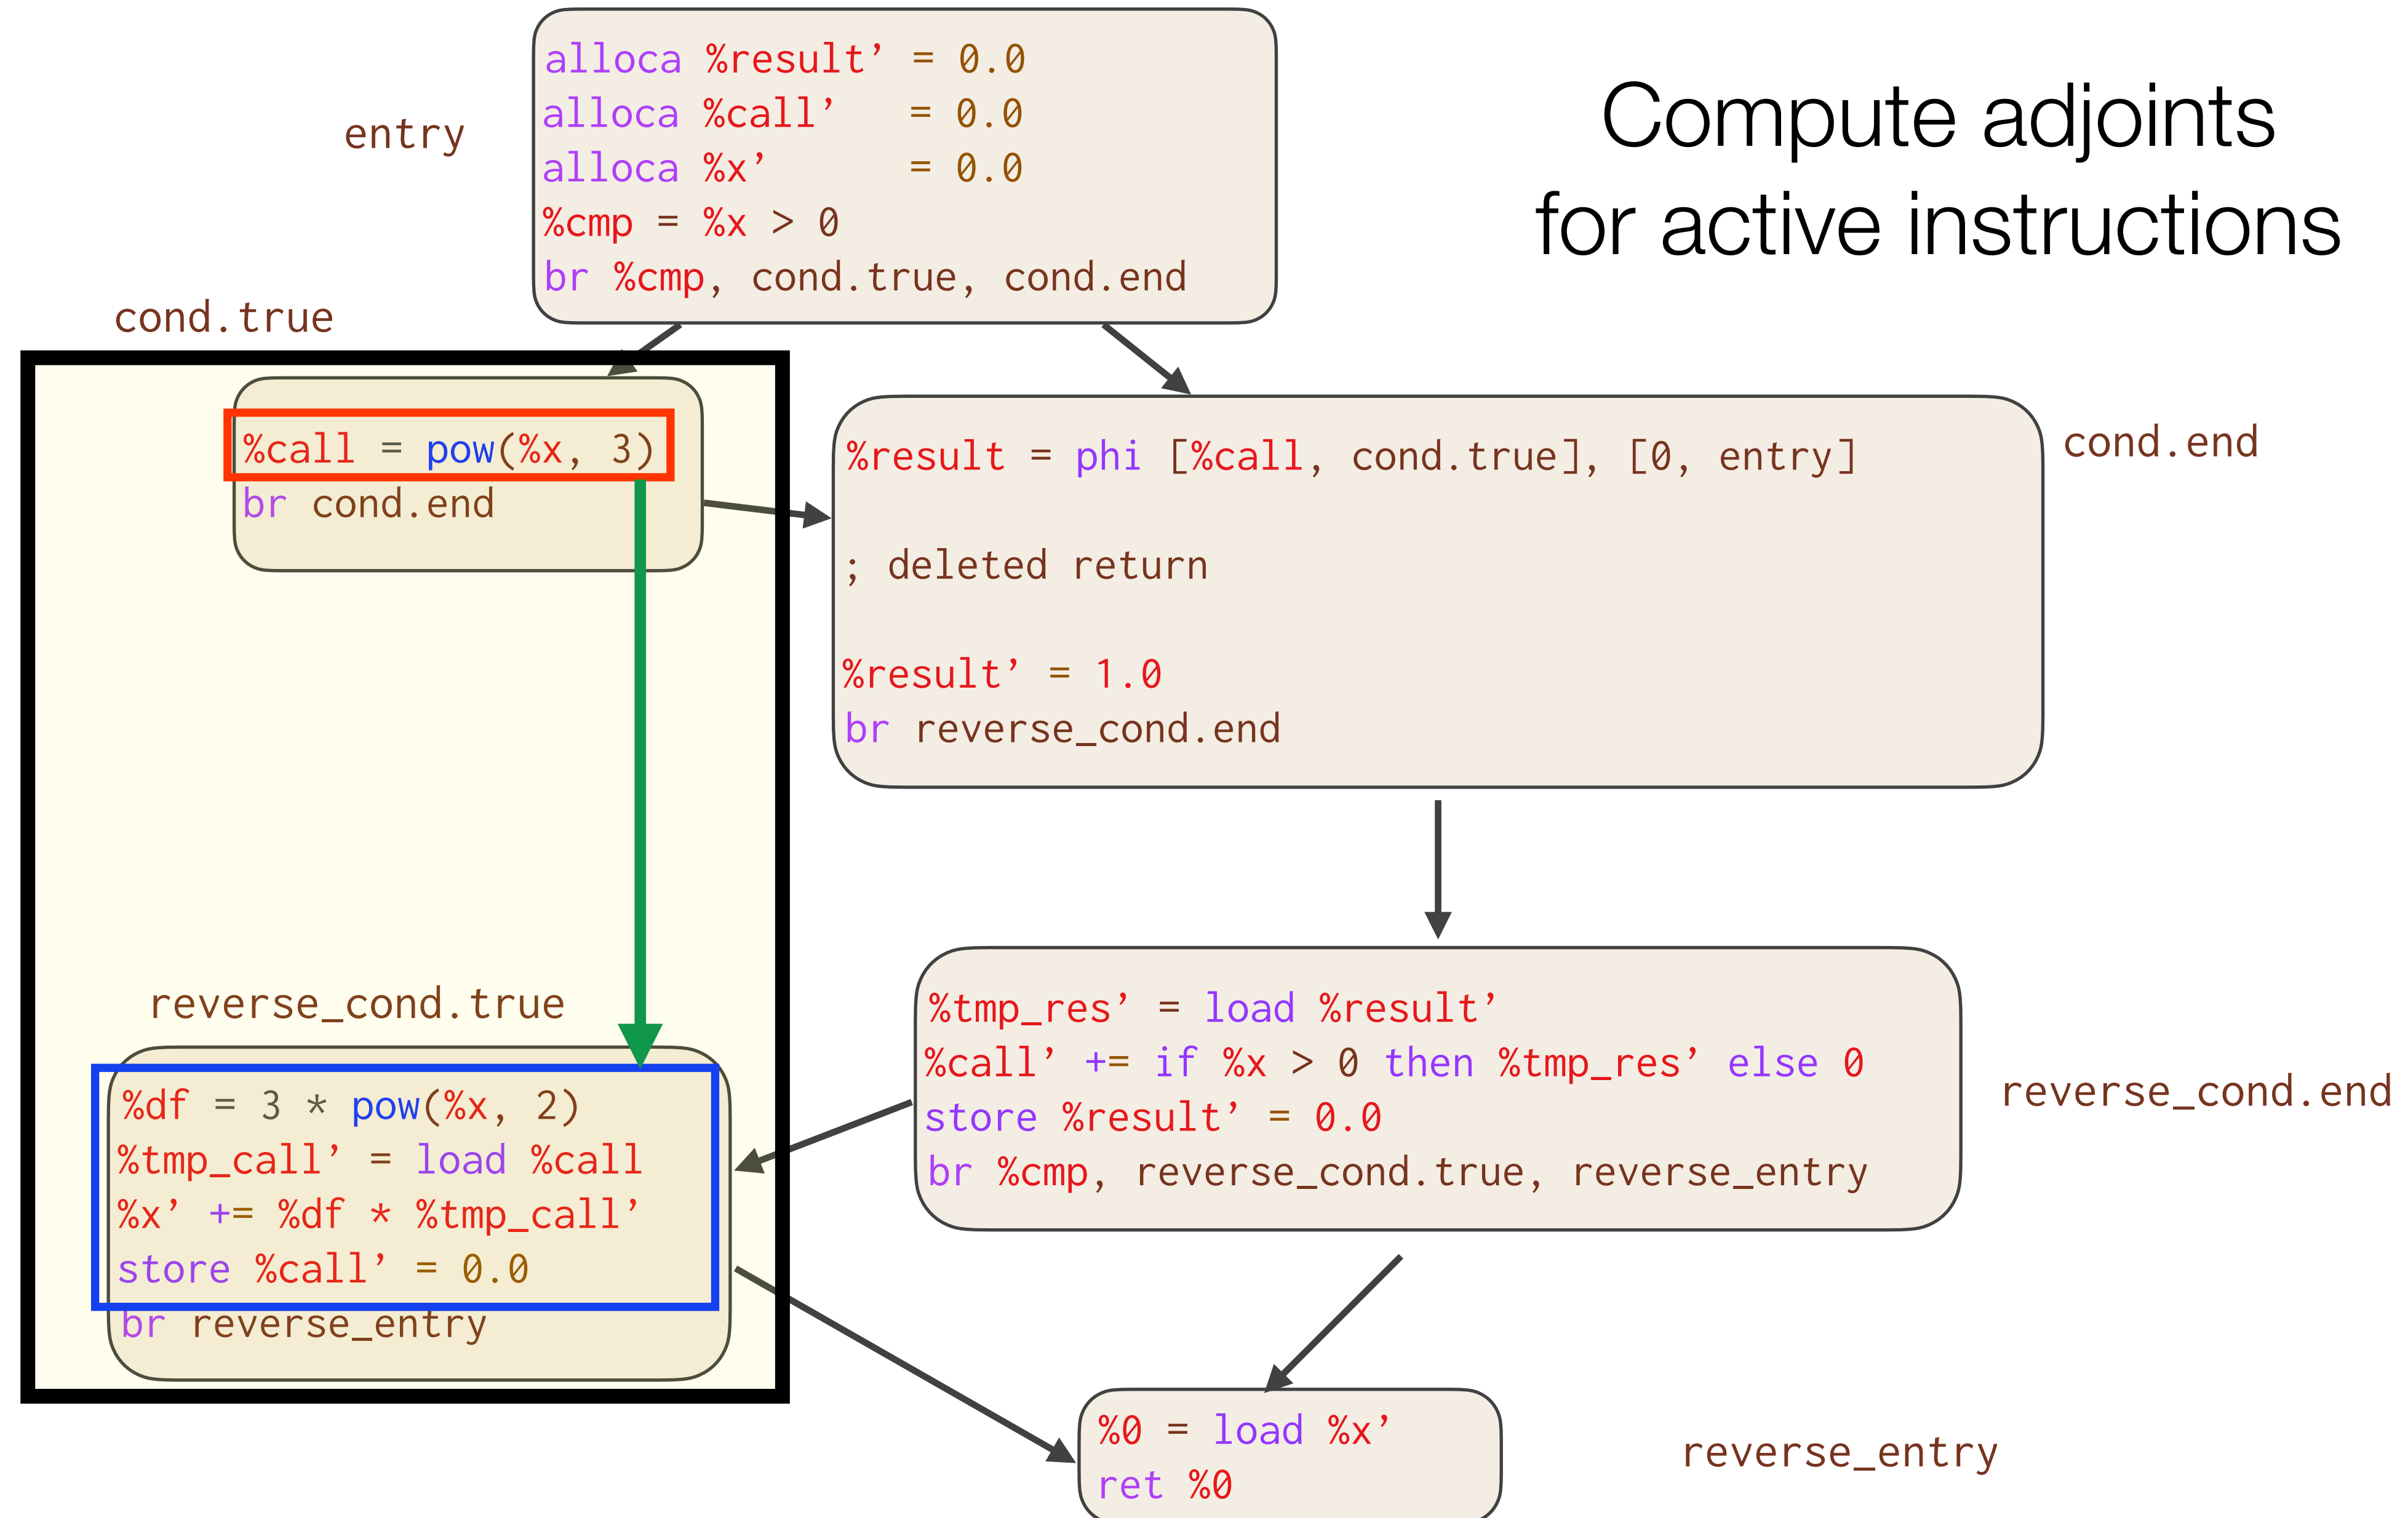 Compute adjoints
for active instructions
entry
alloca %result’ = 0.0
alloca %call’ = 0.0
alloca %x’ = 0.0
%cmp = %x > 0
br %cmp, cond.true, cond.end
cond.true
%call = pow(%x, 3)
br cond.end
cond.end
%result = phi [%call, cond.true], [0, entry]
; deleted return
%result’ = 1.0
br reverse_cond.end
reverse_cond.end
%tmp_res’ = load %result’
%call’ += if %x > 0 then %tmp_res’ else 0
store %result’ = 0.0
br %cmp, reverse_cond.true, reverse_entry
reverse_cond.true
%df = 3 * pow(%x, 2)
%tmp_call’ = load %call
%x’ += %df * %tmp_call’
store %call’ = 0.0
br reverse_entry
reverse_entry
%0 = load %x’
ret %0